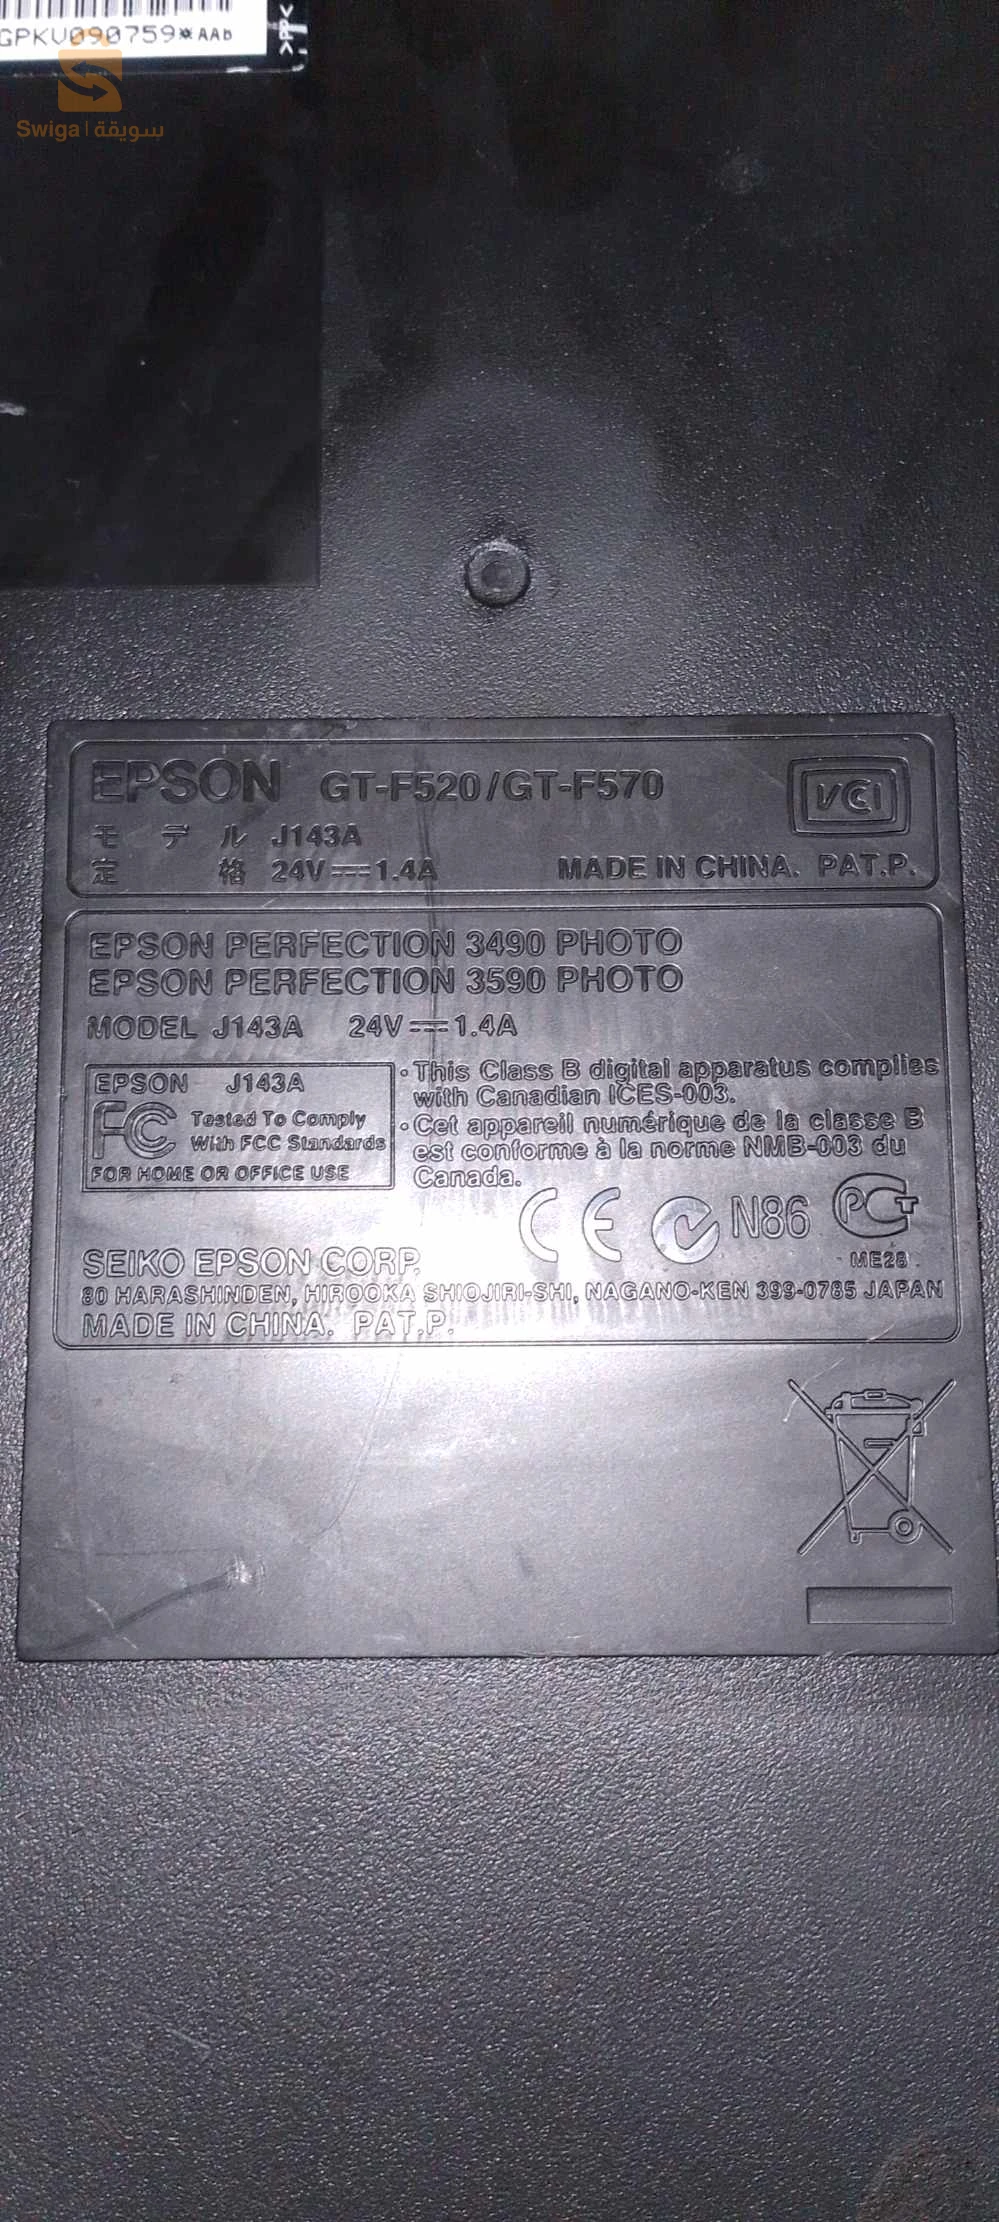 GPKV090759*AAb
>PP<
Swiga | سويقة
EPSON GT-F520/GT-F570
VCI
モデル J143A
定格 24V 1.4A MADE IN CHINA. PAT.P.
EPSON PERFECTION 3490 PHOTO
EPSON PERFECTION 3590 PHOTO
MODEL J143A 24V 1.4A
EPSON J143A
FC Tested To Comply
With FCC Standards
FOR HOME OR OFFICE USE
•This Class B digital apparatus complies
with Canadian ICES-003.
•Cet appareil numérique de la classe B
est conforme à la norme NMB-003 du
Canada.
CE N86 PCT
ME28
SEIKO EPSON CORP.
80 HARASHINDEN, HIROOKA SHIOJIRI-SHI, NAGANO-KEN 399-0785 JAPAN
MADE IN CHINA. PAT.P.